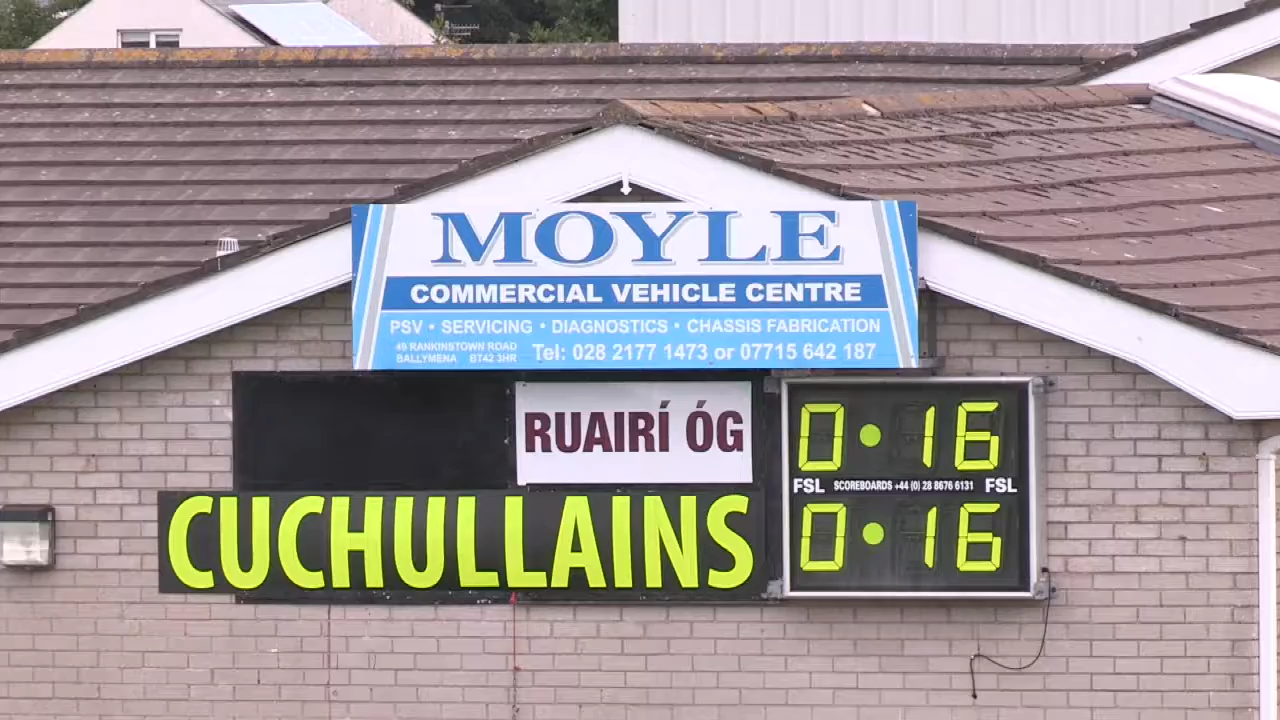 MOYLE
COMMERCIAL VEHICLE CENTRE
PSV • SERVICING • DIAGNOSTICS • CHASSIS FABRICATION
49 RANKINSTOWN ROAD
BALLYMENA BT42 3HR
Tel: 028 2177 1473 or 07715 642 187
RUAIRÍ ÓG
0•16
FSL SCOREBOARDS +44 (0) 28 8676 6131 FSL
CUCHULLAINS
0•16